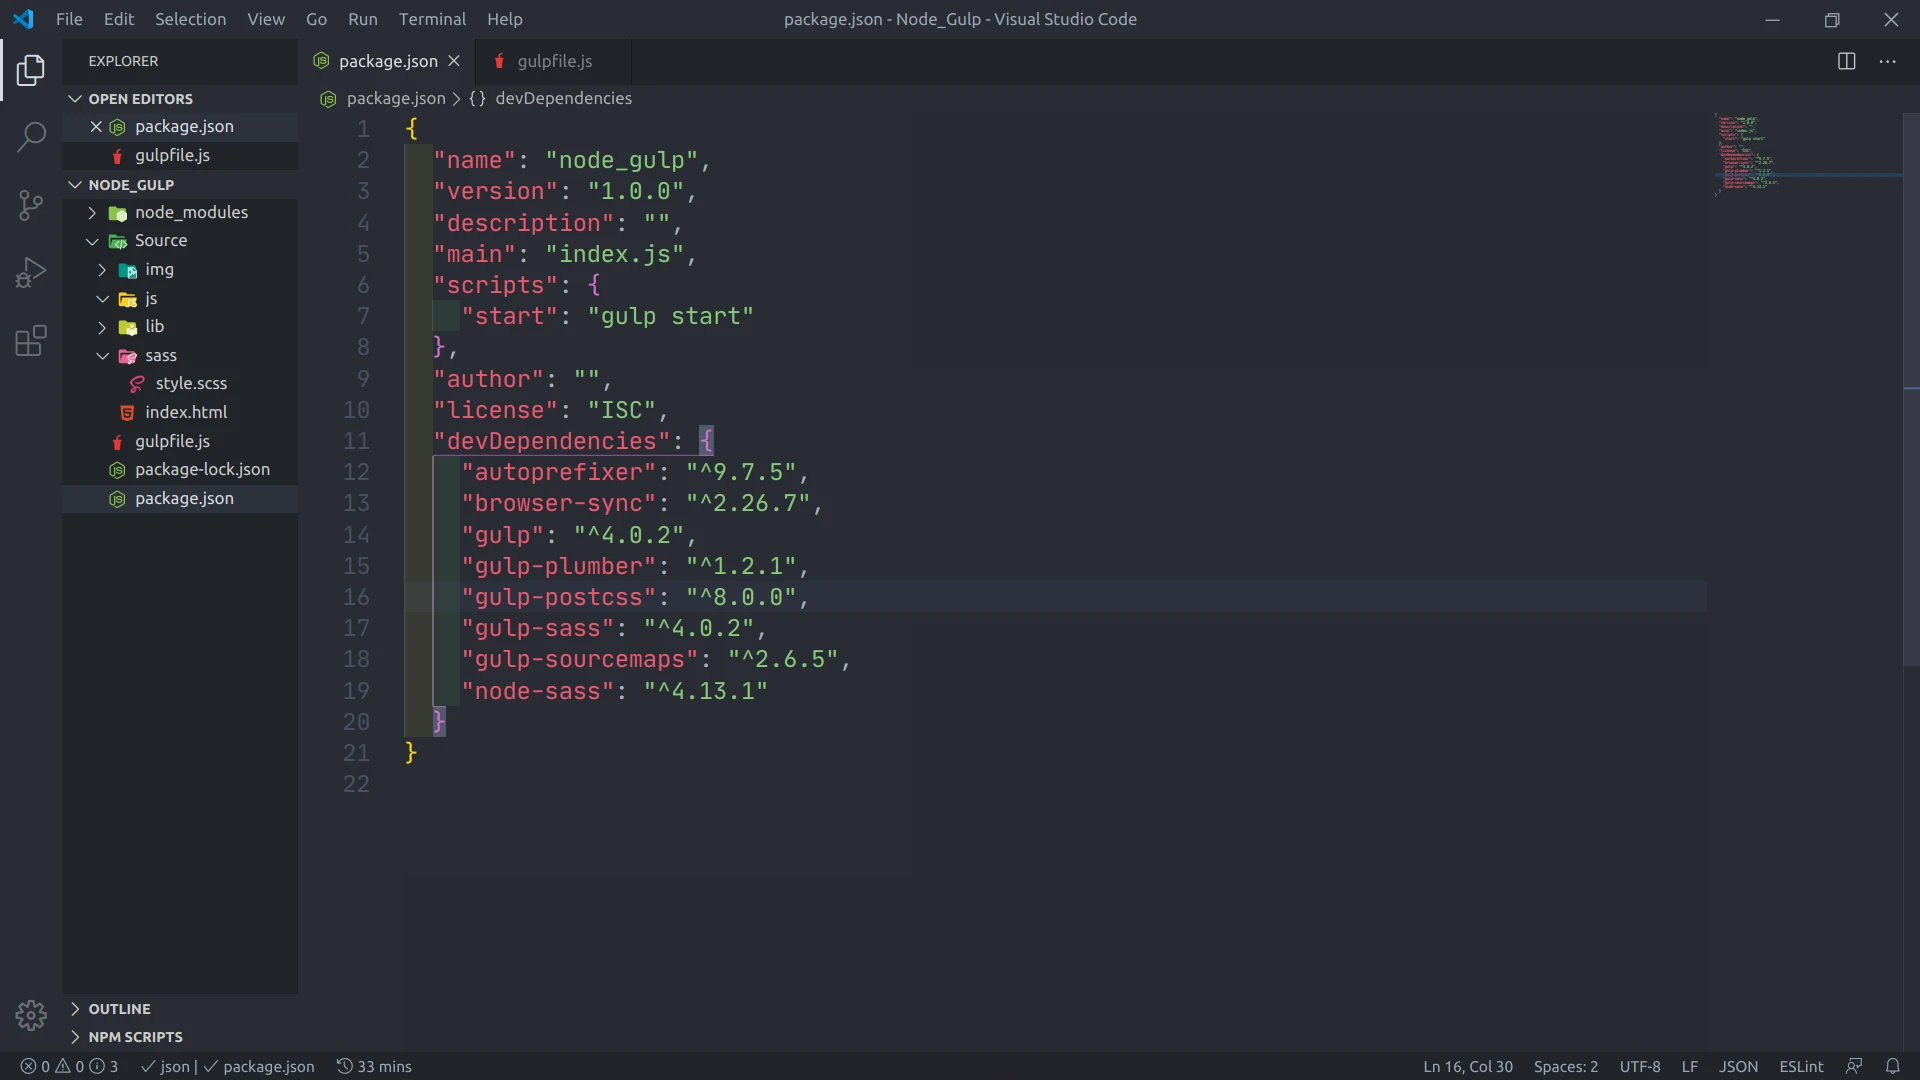 File Edit Selection View Go Run Terminal Help
package.json - Node_Gulp - Visual Studio Code
EXPLORER
OPEN EDITORS
package.json
gulpfile.js
NODE_GULP
node_modules
Source
img
js
lib
sass
style.scss
index.html
gulpfile.js
package-lock.json
package.json
OUTLINE
NPM SCRIPTS
package.json
gulpfile.js
package.json > {} devDependencies
1 {
2 "name": "node_gulp",
3 "version": "1.0.0",
4 "description": "",
5 "main": "index.js",
6 "scripts": {
7 "start": "gulp start"
8 },
9 "author": "",
10 "license": "ISC",
11 "devDependencies": {
12 "autoprefixer": "^9.7.5",
13 "browser-sync": "^2.26.7",
14 "gulp": "^4.0.2",
15 "gulp-plumber": "^1.2.1",
16 "gulp-postcss": "^8.0.0",
17 "gulp-sass": "^4.0.2",
18 "gulp-sourcemaps": "^2.6.5",
19 "node-sass": "^4.13.1"
20 }
21 }
22
0 0 3 ✓ json | ✓ package.json 33 mins
Ln 16, Col 30 Spaces: 2 UTF-8 LF JSON ESLint